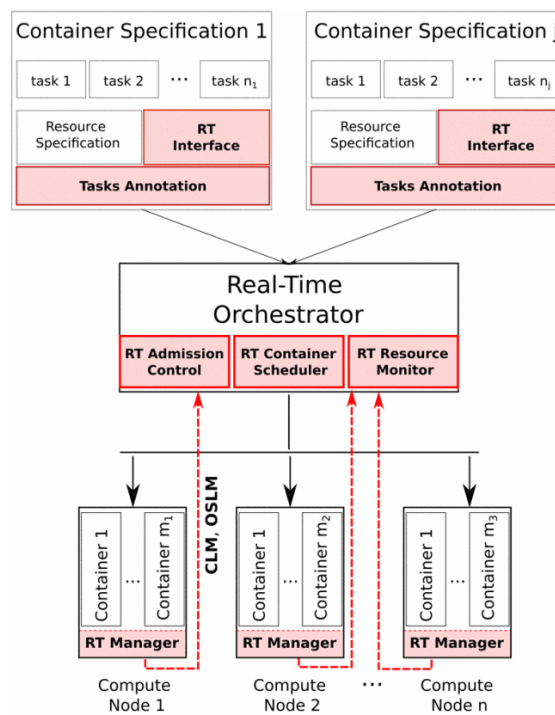 Container Specification 1
task 1 task 2 ... task n1
Resource Specification
RT Interface
Tasks Annotation
Container Specification j
task 1 task 2 ... task nj
Resource Specification
RT Interface
Tasks Annotation
Real-Time
Orchestrator
RT Admission Control
RT Container Scheduler
RT Resource Monitor
CLM, OSLM
Container 1 ... Container m1
RT Manager
Container 1 ... Container m2
RT Manager
Container 1 ... Container m3
RT Manager
Compute Node 1
Compute Node 2
...
Compute Node n